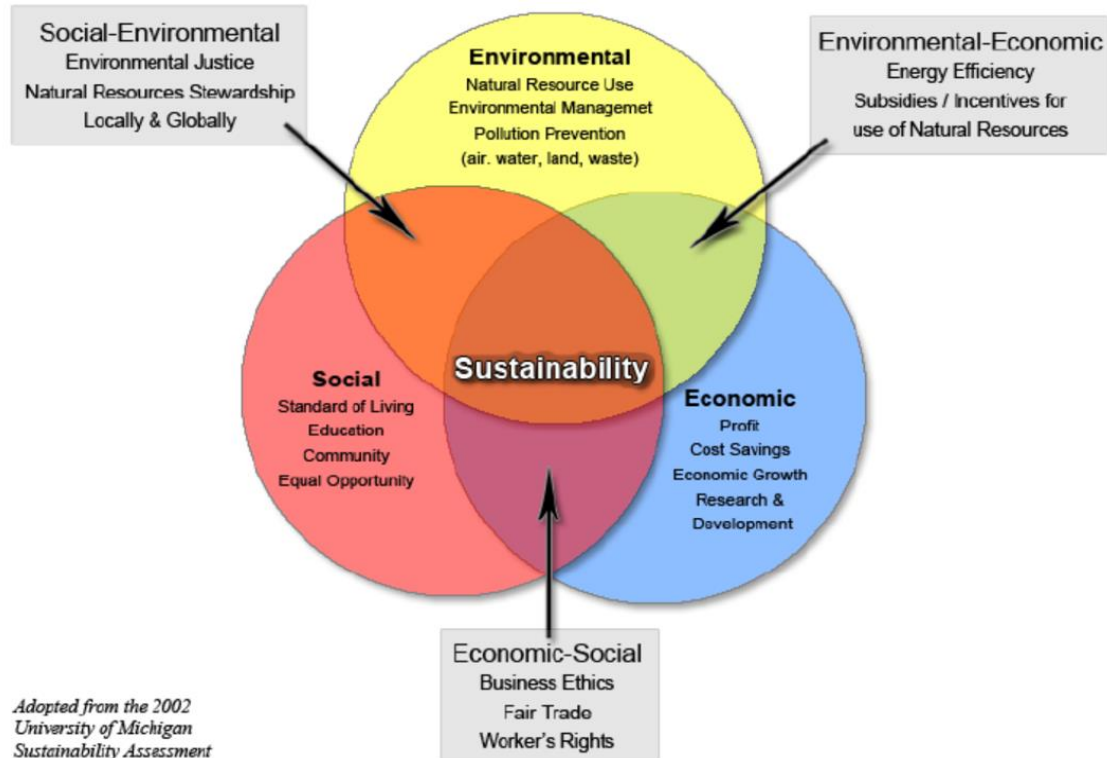 Social-Environmental
Environmental Justice
Natural Resources Stewardship
Locally & Globally
Environmental
Natural Resource Use
Environmental Managemet
Pollution Prevention
(air. water, land, waste)
Environmental-Economic
Energy Efficiency
Subsidies / Incentives for
use of Natural Resources
Sustainability
Social
Standard of Living
Education
Community
Equal Opportunity
Economic
Profit
Cost Savings
Economic Growth
Research &
Development
Economic-Social
Business Ethics
Fair Trade
Worker's Rights
Adopted from the 2002
University of Michigan
Sustainability Assessment